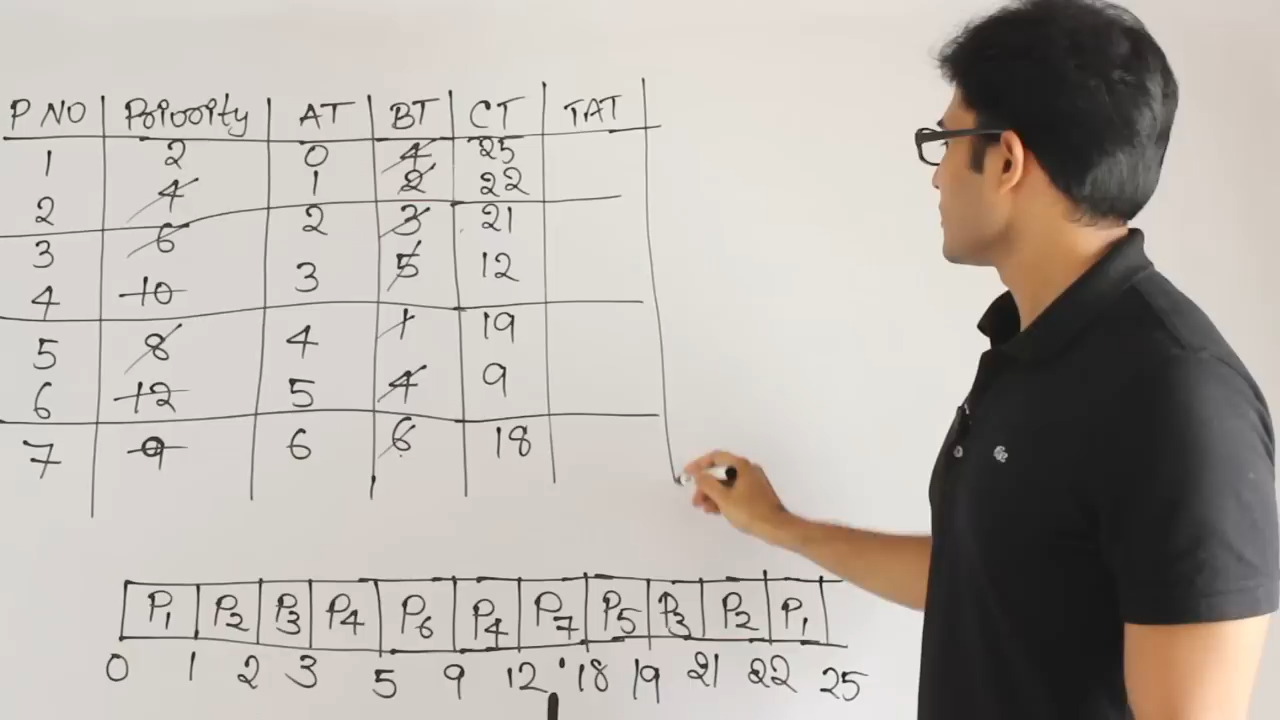 P NO Priority AT BT CT TAT
1 2 0 4 25
2 4 1 2 22
3 6 2 3 21
4 10 3 5 12
5 8 4 1 19
6 12 5 4 9
7 9 6 6 18
P1 P2 P3 P4 P6 P4 P7 P5 P3 P2 P1
0 1 2 3 5 9 12 18 19 21 22 25